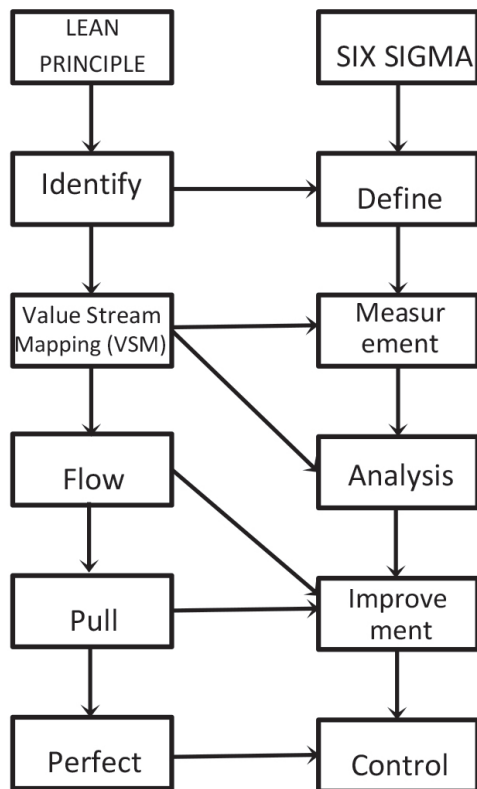 LEAN
PRINCIPLE
SIX SIGMA
Identify
Define
Value Stream
Mapping (VSM)
Measur
ement
Flow
Analysis
Pull
Improve
ment
Perfect
Control